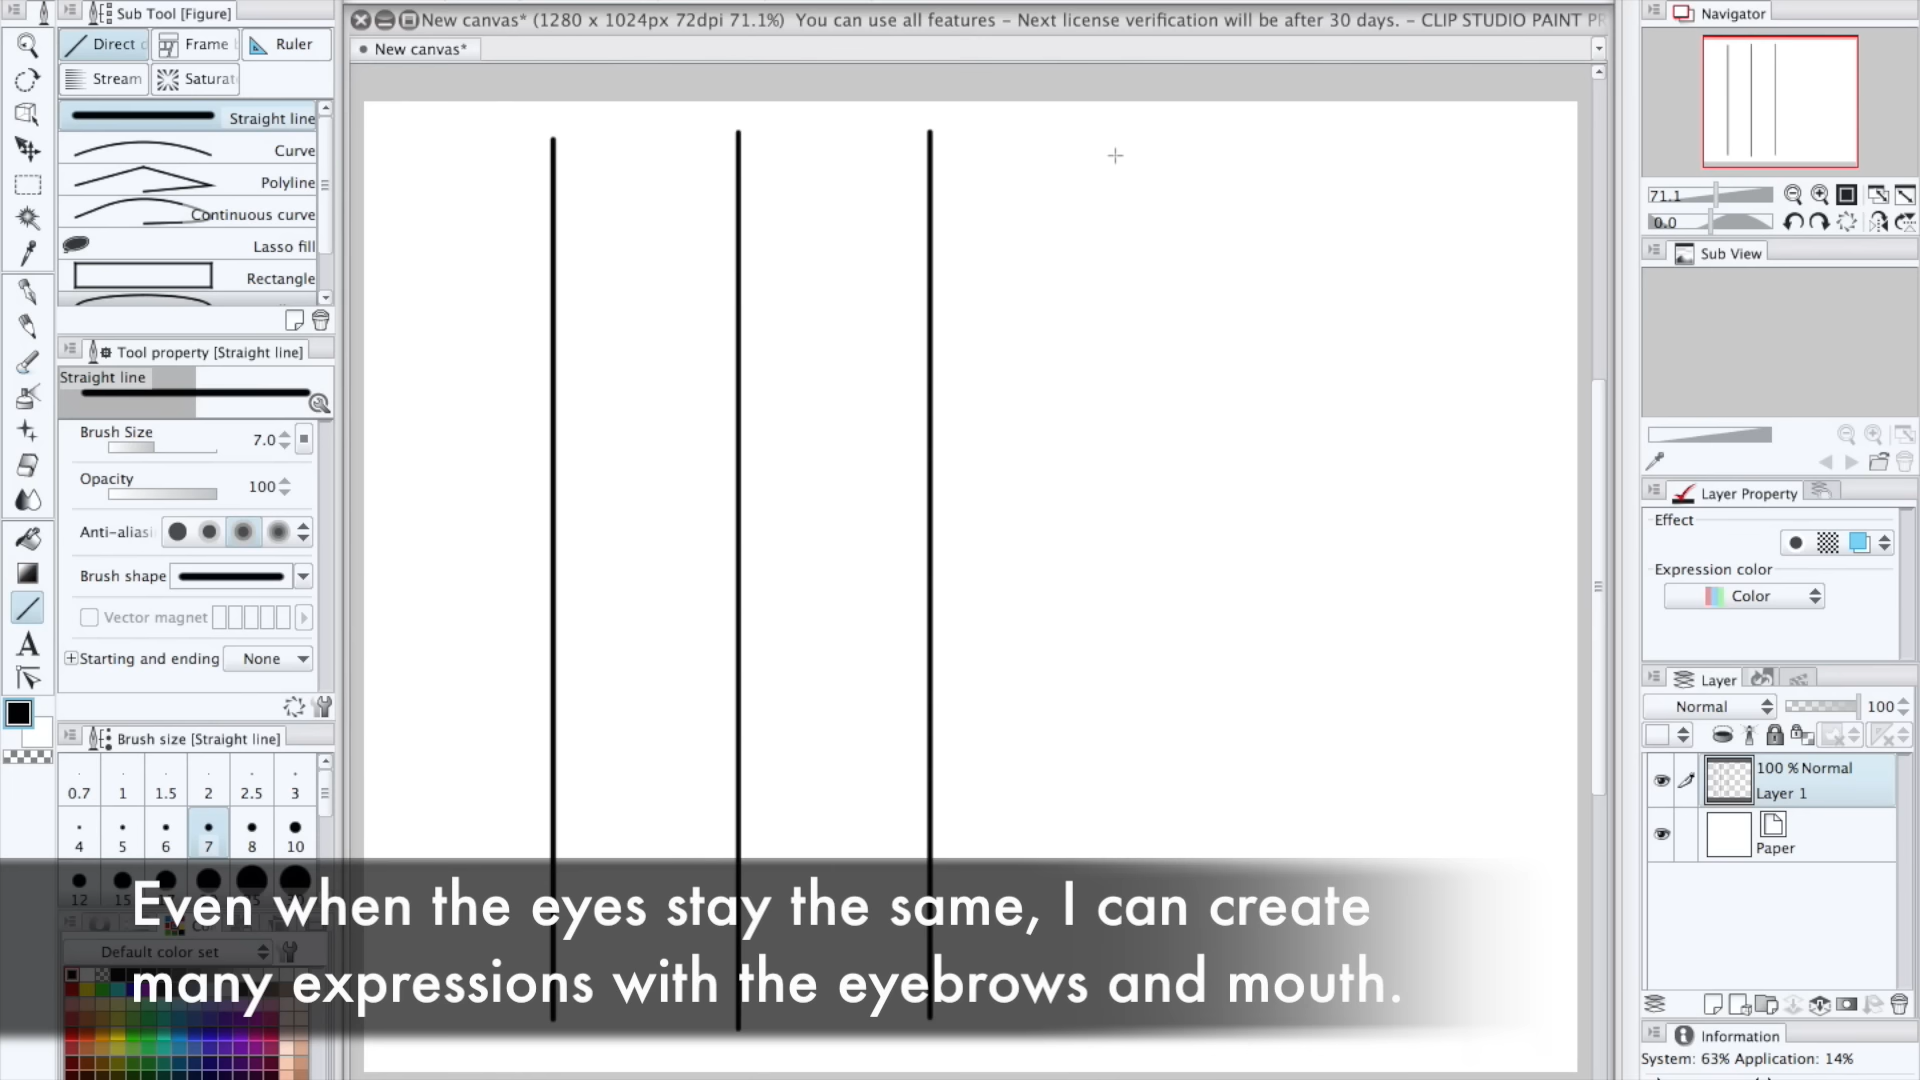 Sub Tool [Figure]
Direct
Frame
Ruler
Stream
Saturat
Straight line
Curve
Polyline
Continuous curve
Lasso fill
Rectangle
Tool property [Straight line]
Straight line
Brush Size
7.0
Opacity
100
Anti-aliasi
Brush shape
Vector magnet
Starting and ending
None
Brush size [Straight line]
0.7 1 1.5 2 2.5 3
4 5 6 7 8 10
12 15
Default color set
New canvas* (1280 x 1024px 72dpi 71.1%) You can use all features - Next license verification will be after 30 days. - CLIP STUDIO PAINT PR
New canvas*
Even when the eyes stay the same, I can create
many expressions with the eyebrows and mouth.
Navigator
71.1
0.0
Sub View
Layer Property
Effect
Expression color
Color
Layer
Normal
100
100 % Normal
Layer 1
Paper
Information
System: 63% Application: 14%